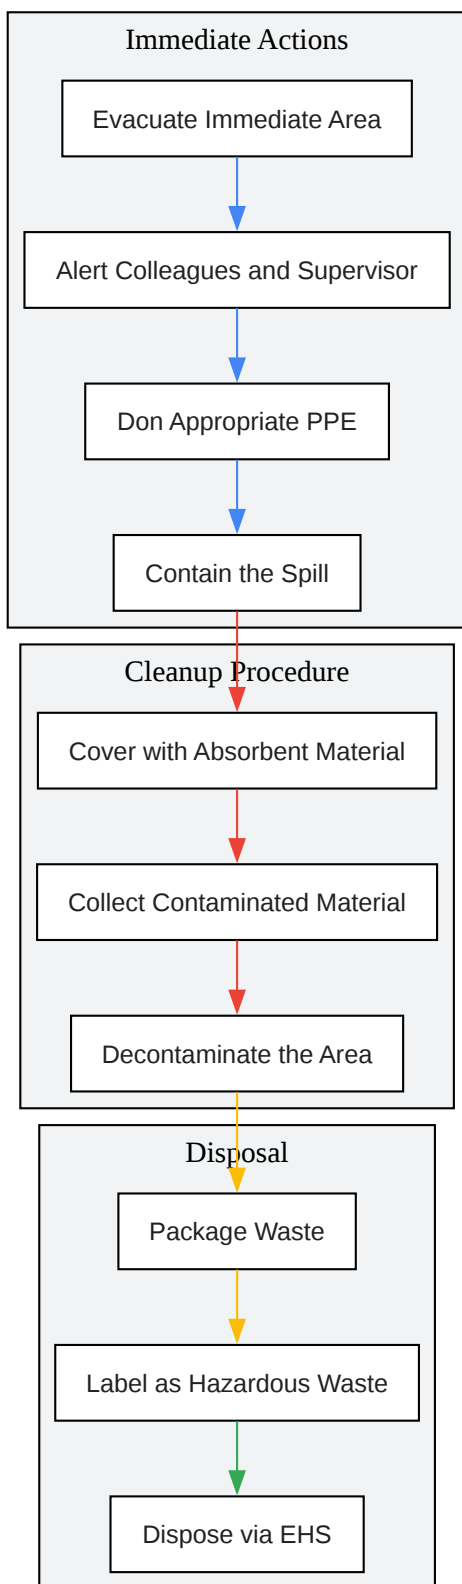 Immediate Actions
Evacuate Immediate Area
Alert Colleagues and Supervisor
Don Appropriate PPE
Contain the Spill
Cleanup Procedure
Cover with Absorbent Material
Collect Contaminated Material
Decontaminate the Area
Disposal
Package Waste
Label as Hazardous Waste
Dispose via EHS